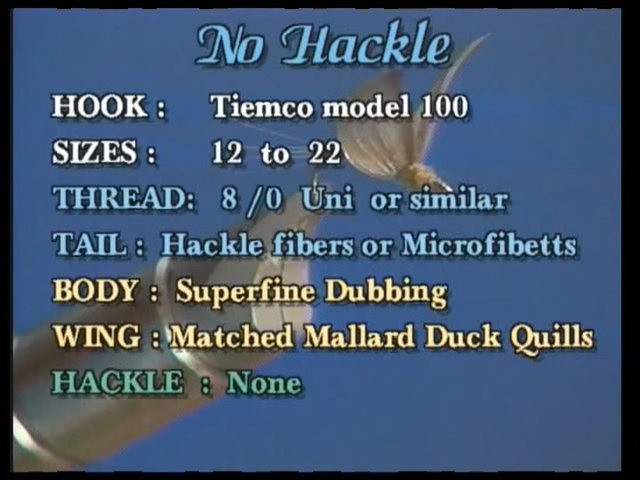 No Hackle
HOOK : Tiemco model 100
SIZES : 12 to 22
THREAD: 8 /0 Uni or similar
TAIL : Hackle fibers or Microfibetts
BODY : Superfine Dubbing
WING : Matched Mallard Duck Quills
HACKLE : None